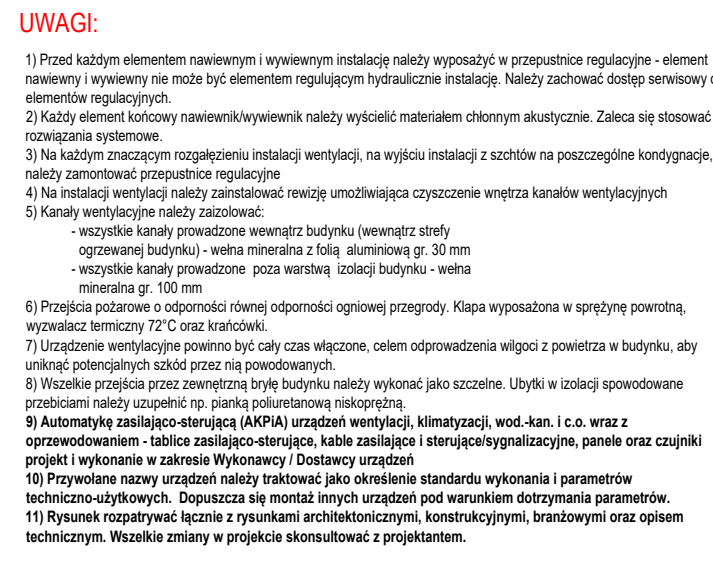 UWAGI:
1) Przed każdym elementem nawiewnym i wywiewnym instalację należy wyposażyć w przepustnice regulacyjne - element
nawiewny i wywiewny nie może być elementem regulującym hydraulicznie instalację. Należy zachować dostęp serwisowy
elementów regulacyjnych.
2) Każdy element końcowy nawiewnik/wywiewnik należy wyścielić materiałem chłonnym akustycznie. Zaleca się stosować
rozwiązania systemowe.
3) Na każdym znaczącym rozgałęzieniu instalacji wentylacji, na wyjściu instalacji z szchtów na poszczególne kondygnacje,
należy zamontować przepustnice regulacyjne
4) Na instalacji wentylacji należy zainstalować rewizję umożliwiająca czyszczenie wnętrza kanałów wentylacyjnych
5) Kanały wentylacyjne należy zaizolować:
- wszystkie kanały prowadzone wewnątrz budynku (wewnątrz strefy
ogrzewanej budynku) - wełna mineralna z folią aluminiową gr. 30 mm
- wszystkie kanały prowadzone poza warstwą izolacji budynku - wełna
mineralna gr. 100 mm
6) Przejścia pożarowe o odporności równej odporności ogniowej przegrody. Klapa wyposażona w sprężynę powrotną,
wyzwalacz termiczny 72°C oraz krańcówki.
7) Urządzenie wentylacyjne powinno być cały czas włączone, celem odprowadzenia wilgoci z powietrza w budynku, aby
uniknąć potencjalnych szkód przez nią powodowanych.
8) Wszelkie przejścia przez zewnętrzną bryłę budynku należy wykonać jako szczelne. Ubytki w izolacji spowodowane
przebiciami należy uzupełnić np. pianką poliuretanową niskoprężną.
9) Automatykę zasilająco-sterującą (AKPiA) urządzeń wentylacji, klimatyzacji, wod.-kan. i c.o. wraz z
oprzewodowaniem - tablice zasilająco-sterujące, kable zasilające i sterujące/sygnalizacyjne, panele oraz czujniki
projekt i wykonanie w zakresie Wykonawcy / Dostawcy urządzeń
10) Przywołane nazwy urządzeń należy traktować jako określenie standardu wykonania i parametrów
techniczno-użytkowych. Dopuszcza się montaż innych urządzeń pod warunkiem dotrzymania parametrów.
11) Rysunek rozpatrywać łącznie z rysunkami architektonicznymi, konstrukcyjnymi, branżowymi oraz opisem
technicznym. Wszelkie zmiany w projekcie skonsultować z projektantem.